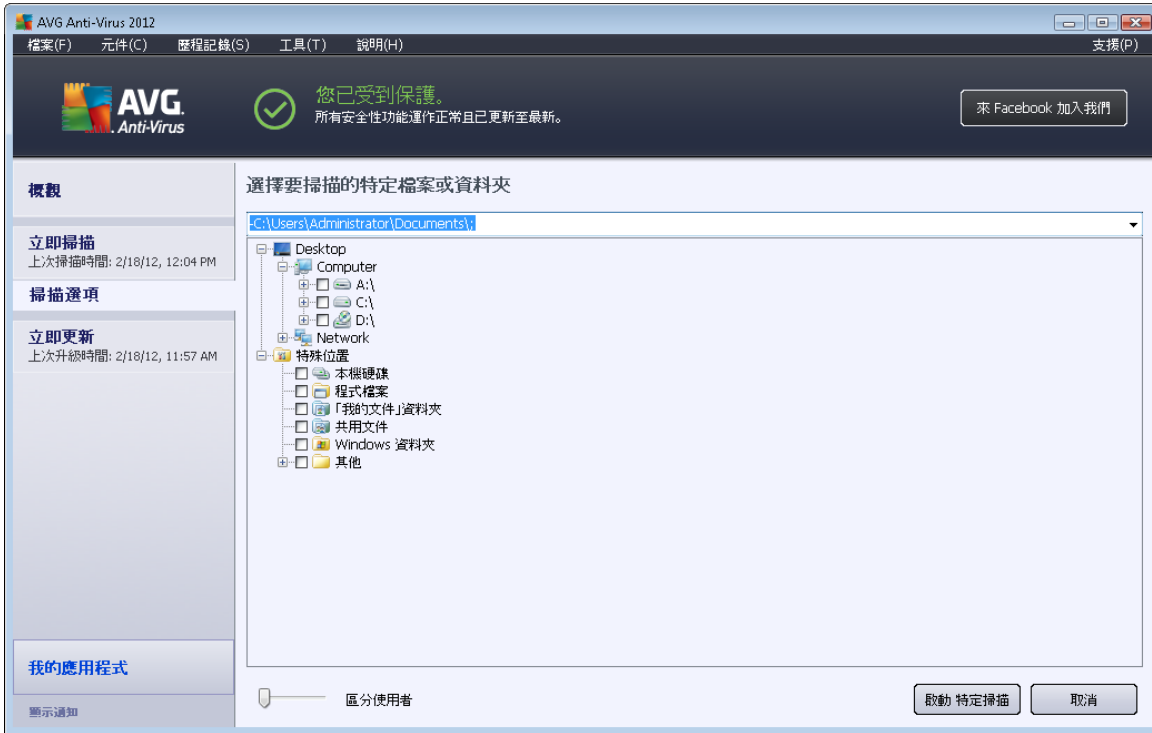 AVG Anti-Virus 2012
檔案(F) 元件(C) 歷程記錄(S) 工具(T) 說明(H) 支援(P)
AVG.
Anti-Virus
您已受到保護。
所有安全性功能運作正常且已更新至最新。
來 Facebook 加入我們
概觀
立即掃描
上次掃描時間: 2/18/12, 12:04 PM
掃描選項
立即更新
上次升級時間: 2/18/12, 11:57 AM
我的應用程式
顯示通知
選擇要掃描的特定檔案或資料夾
-C:\Users\Administrator\Documents\;
Desktop
Computer
A:\
C:\
D:\
Network
特殊位置
本機硬碟
程式檔案
「我的文件」資料夾
共用文件
Windows 資料夾
其他
區分使用者
啟動 特定掃描
取消